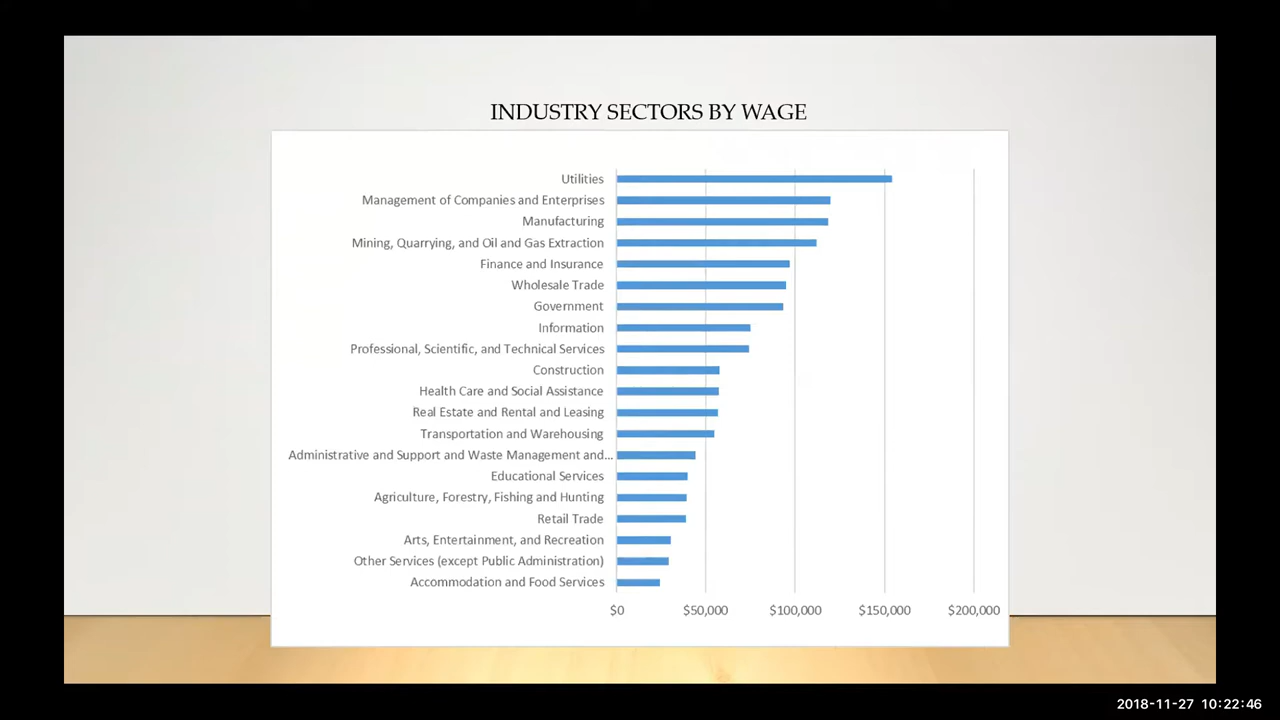 INDUSTRY SECTORS BY WAGE
Utilities
Management of Companies and Enterprises
Manufacturing
Mining, Quarrying, and Oil and Gas Extraction
Finance and Insurance
Wholesale Trade
Government
Information
Professional, Scientific, and Technical Services
Construction
Health Care and Social Assistance
Real Estate and Rental and Leasing
Transportation and Warehousing
Administrative and Support and Waste Management and...
Educational Services
Agriculture, Forestry, Fishing and Hunting
Retail Trade
Arts, Entertainment, and Recreation
Other Services (except Public Administration)
Accommodation and Food Services
$0 $50,000 $100,000 $150,000 $200,000
2018-11-27 10:22:46